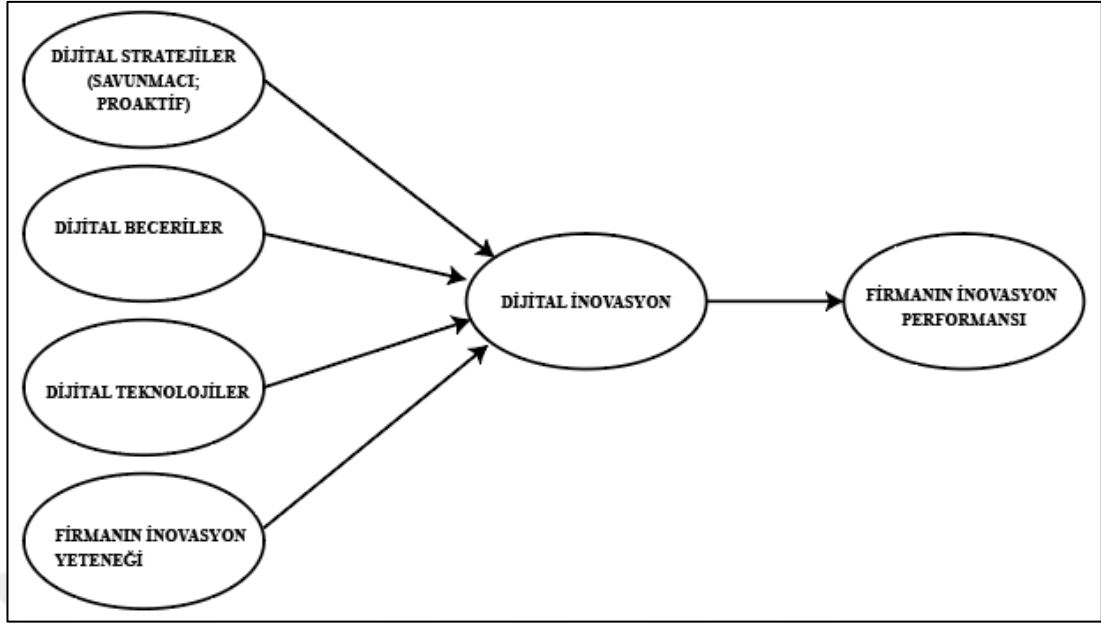 DİJİTAL STRATEJİLER
(SAVUNMACI;
PROAKTİF)
DİJİTAL BECERİLER
DİJİTAL TEKNOLOJİLER
FİRMANIN İNOVASYON
YETENEĞİ
DİJİTAL İNOVASYON
FİRMANIN İNOVASYON
PERFORMANSI